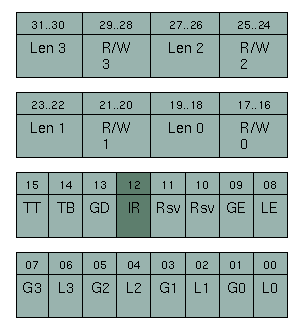 31..30 29..28 27..26 25..24
Len 3 R/W 3 Len 2 R/W 2
23..22 21..20 19..18 17..16
Len 1 R/W 1 Len 0 R/W 0
15 14 13 12 11 10 09 08
TT TB GD IR Rsv Rsv GE LE
07 06 05 04 03 02 01 00
G3 L3 G2 L2 G1 L1 G0 L0